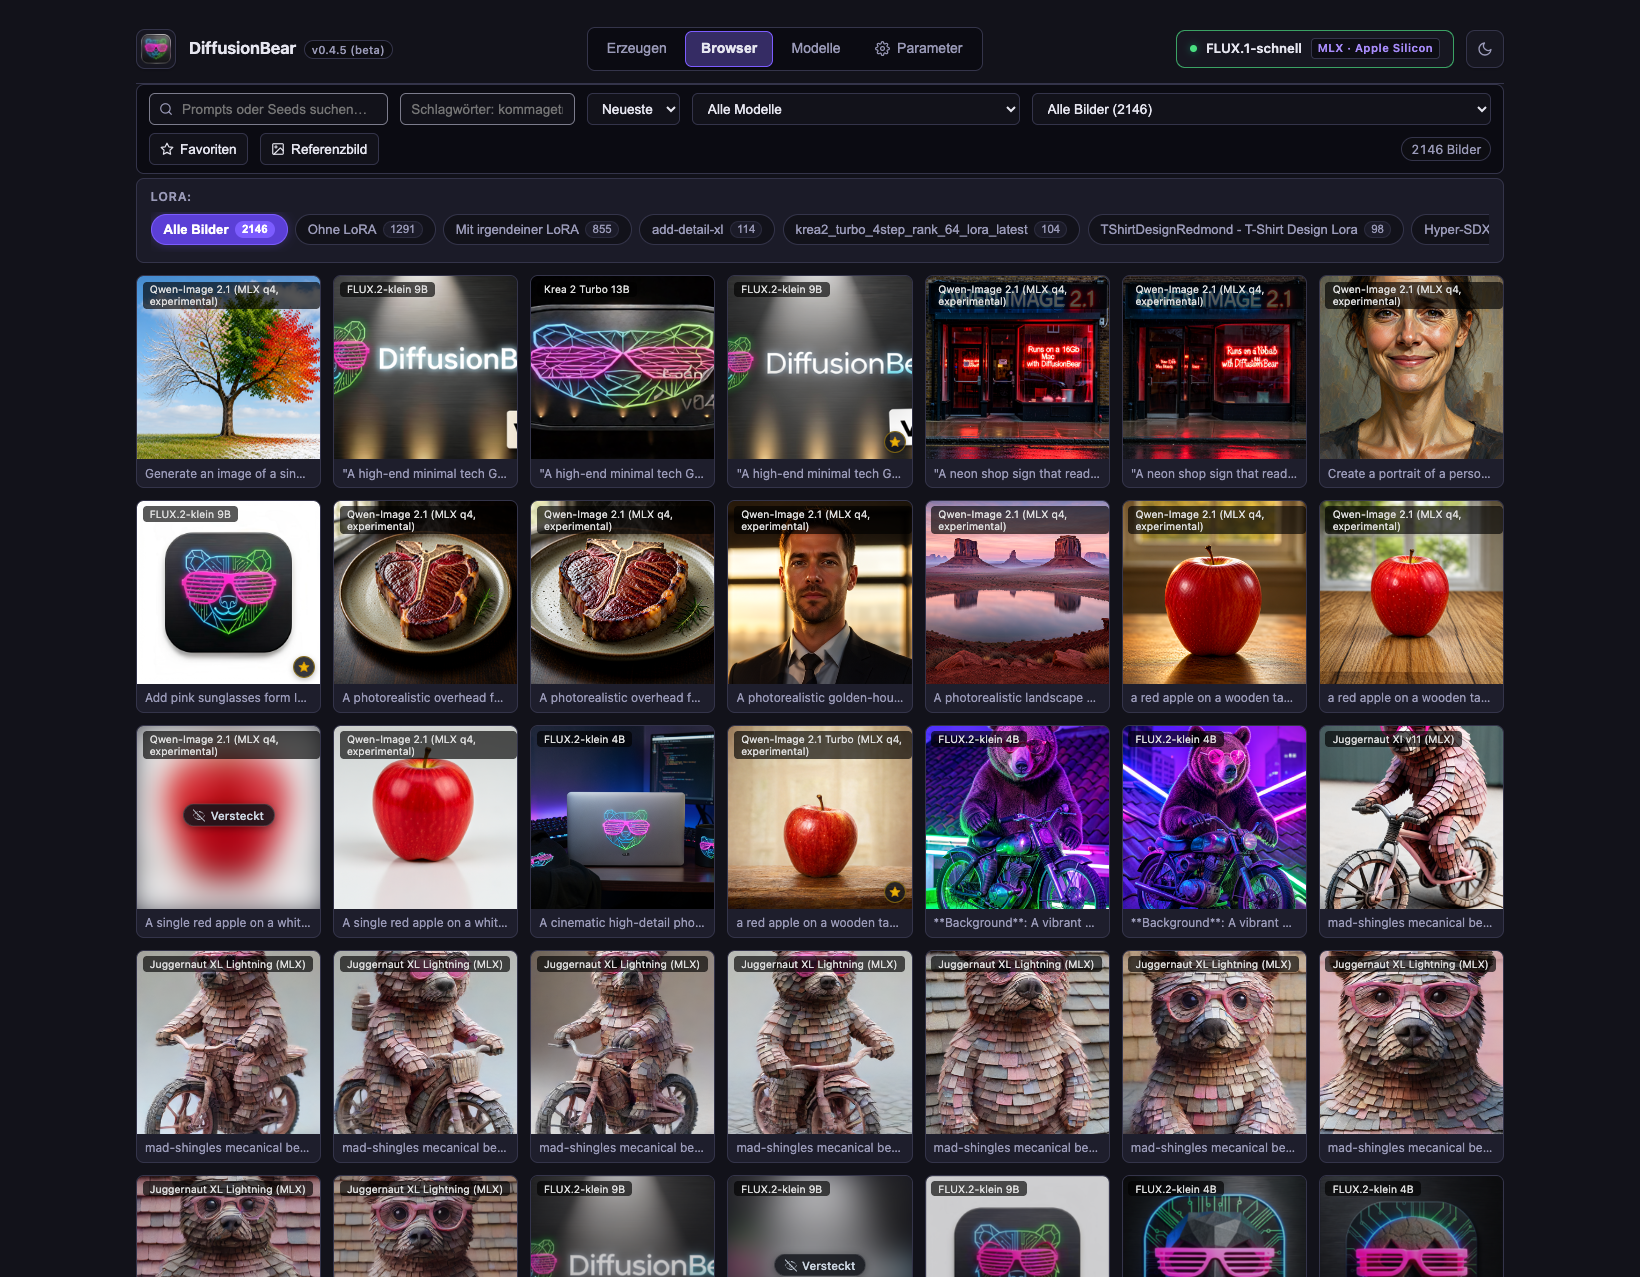 DiffusionBear
v0.4.5 (beta)
Erzeugen
Browser
Modelle
Parameter
FLUX.1-schnell
MLX · Apple Silicon
Prompts oder Seeds suchen…
Schlagwörter: kommaget
Neueste
Alle Modelle
Alle Bilder (2146)
Favoriten
Referenzbild
2146 Bilder
LORA:
Alle Bilder 2146
Ohne LoRA 1291
Mit irgendeiner LoRA 855
add-detail-xl 114
krea2_turbo_4step_rank_64_lora_latest 104
TShirtDesignRedmond - T-Shirt Design Lora 98
Hyper-SDX
Qwen-Image 2.1 (MLX q4,
experimental)
Generate an image of a sin...
FLUX.2-klein 9B
DiffusionB
"A high-end minimal tech G...
Krea 2 Turbo 13B
"A high-end minimal tech G...
FLUX.2-klein 9B
DiffusionBe
V
"A high-end minimal tech G...
Qwen-Image 2.1 (MLX q4,
experimental)
IMAGE 2.1
Runs on a 16Gb
Mac
with DiffusionBear
"A neon shop sign that read...
Qwen-Image 2.1 (MLX q4,
experimental)
IMAGE 2.1
with DiffusionBear
"A neon shop sign that read...
Qwen-Image 2.1 (MLX q4,
experimental)
Create a portrait of a perso...
FLUX.2-klein 9B
Add pink sunglasses form l...
Qwen-Image 2.1 (MLX q4,
experimental)
A photorealistic overhead f...
Qwen-Image 2.1 (MLX q4,
experimental)
A photorealistic overhead f...
Qwen-Image 2.1 (MLX q4,
experimental)
A photorealistic golden-hou...
Qwen-Image 2.1 (MLX q4,
experimental)
A photorealistic landscape ...
Qwen-Image 2.1 (MLX q4,
experimental)
a red apple on a wooden ta...
Qwen-Image 2.1 (MLX q4,
experimental)
a red apple on a wooden ta...
Qwen-Image 2.1 (MLX q4,
experimental)
Versteckt
A single red apple on a whit...
Qwen-Image 2.1 (MLX q4,
experimental)
A single red apple on a whit...
FLUX.2-klein 4B
A cinematic high-detail pho...
Qwen-Image 2.1 Turbo (MLX q4,
experimental)
a red apple on a wooden ta...
FLUX.2-klein 4B
**Background**: A vibrant ...
FLUX.2-klein 4B
**Background**: A vibrant ...
Juggernaut XI v11 (MLX)
mad-shingles mecanical be...
Juggernaut XL Lightning (MLX)
mad-shingles mecanical be...
Juggernaut XL Lightning (MLX)
mad-shingles mecanical be...
Juggernaut XL Lightning (MLX)
mad-shingles mecanical be...
Juggernaut XL Lightning (MLX)
mad-shingles mecanical be...
Juggernaut XL Lightning (MLX)
mad-shingles mecanical be...
Juggernaut XL Lightning (MLX)
mad-shingles mecanical be...
Juggernaut XL Lightning (MLX)
mad-shingles mecanical be...
Juggernaut XL Lightning (MLX)
Juggernaut XL Lightning (MLX)
FLUX.2-klein 9B
DiffusionBear
FLUX.2-klein 9B
Versteckt
FLUX.2-klein 9B
FLUX.2-klein 4B
FLUX.2-klein 4B